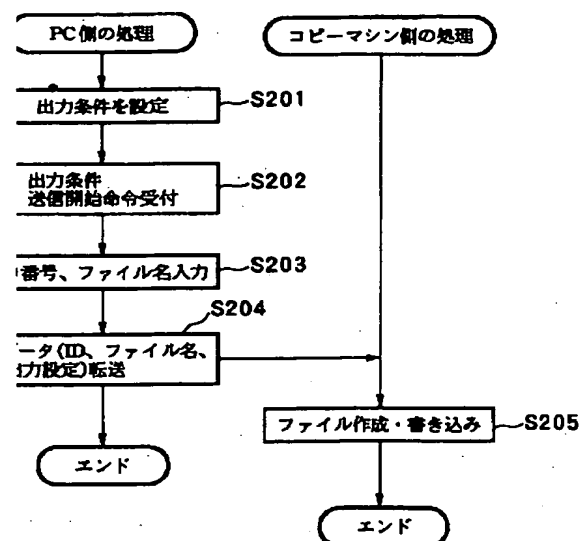 PC側の処理
コピーマシン側の処理
出力条件を設定
S201
出力条件
送信開始命令受付
S202
番号、ファイル名入力
S203
S204
ータ(ID、ファイル名、
力設定)転送
ファイル作成・書き込み
S205
エンド
エンド